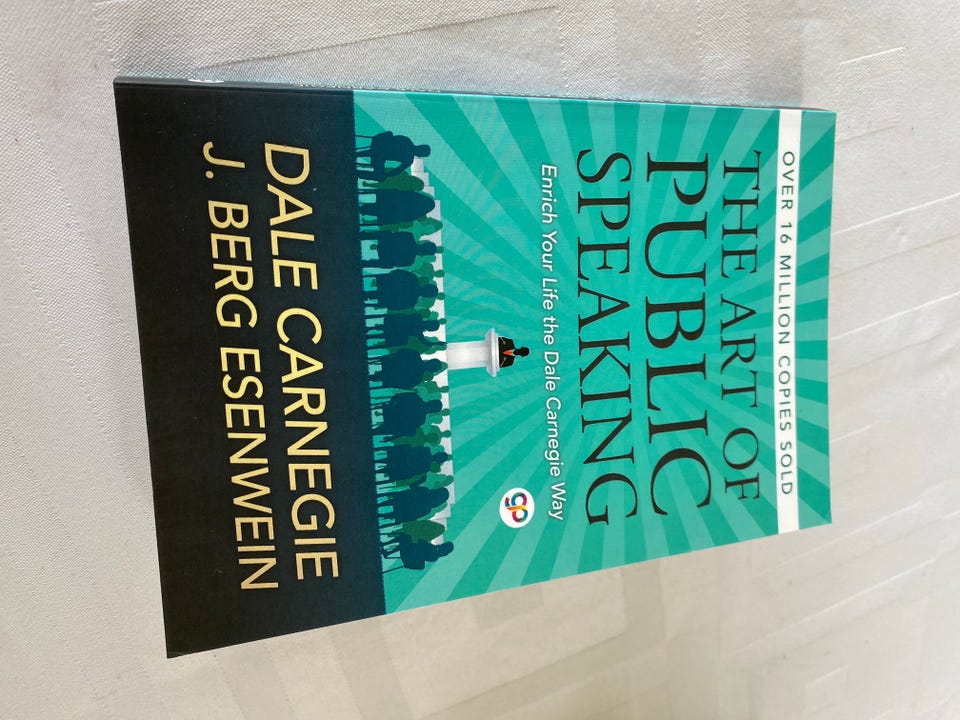 OVER 16 MILLION COPIES SOLD
THE ART OF
PUBLIC
SPEAKING
Enrich Your Life the Dale Carnegie Way
gp
DALE CARNEGIE
J. BERG ESENWEIN